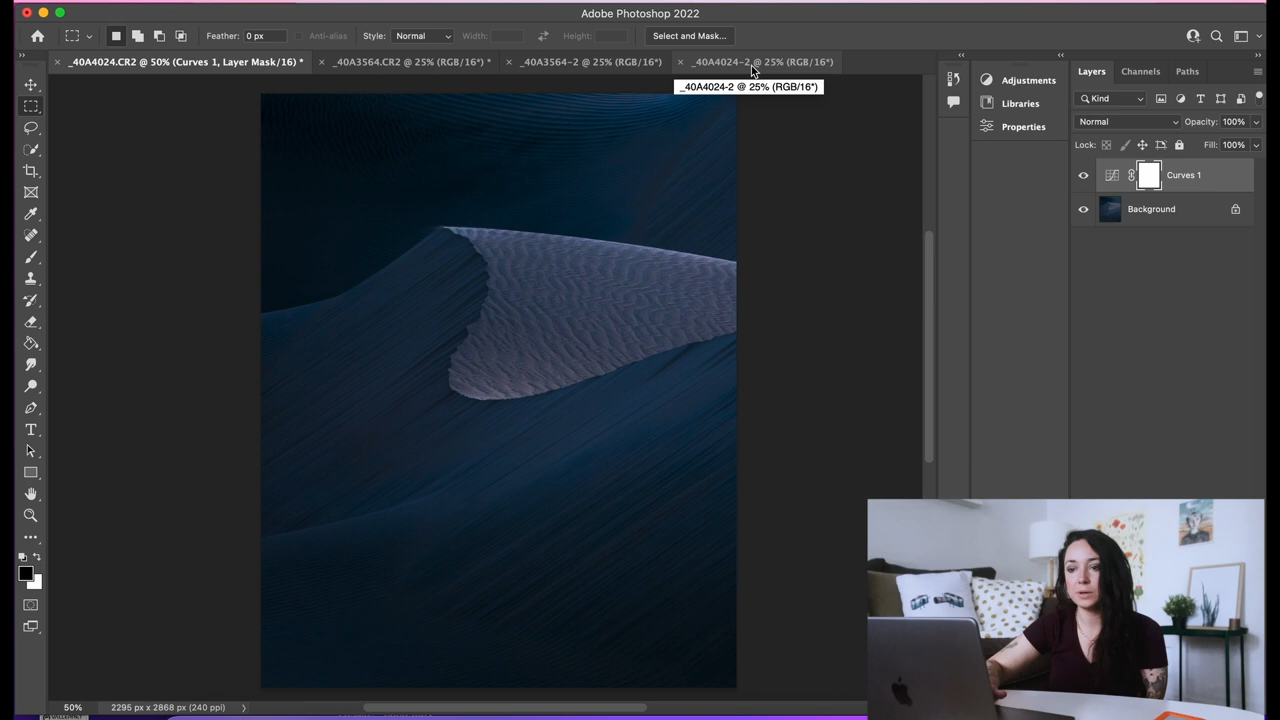 Adobe Photoshop 2022
Feather: 0 px Anti-alias Style: Normal Width: Height: Select and Mask...
_40A4024.CR2 @ 50% (Curves 1, Layer Mask/16) * _40A3564.CR2 @ 25% (RGB/16*) * _40A3564-2 @ 25% (RGB/16*) _40A4024-2 @ 25% (RGB/16*)
_40A4024-2 @ 25% (RGB/16*)
Adjustments
Libraries
Properties
Layers Channels Paths
Kind
Normal Opacity: 100%
Lock: Fill: 100%
Curves 1
Background
50% 2295 px x 2868 px (240 ppi)